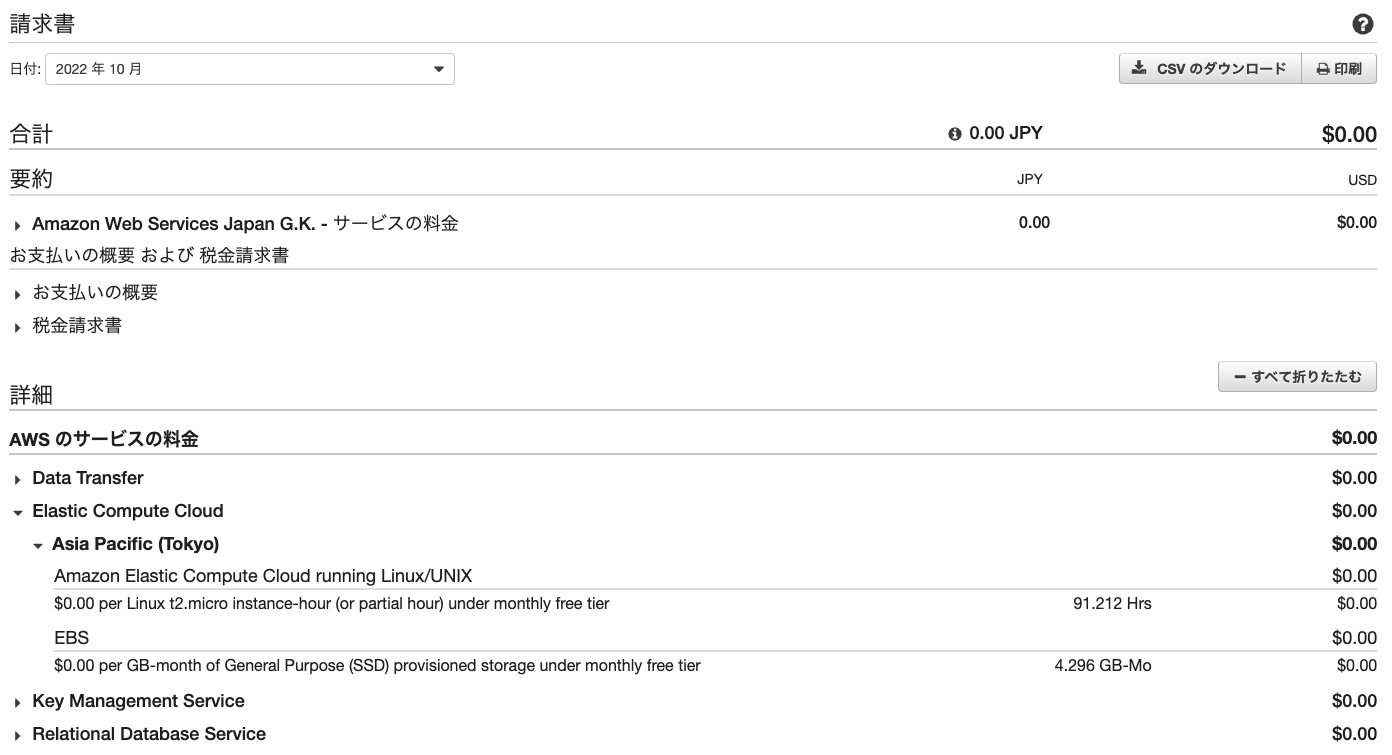 請求書
日付: 2022 年 10 月 CSV のダウンロード 印刷
合計 0.00 JPY $0.00
要約 JPY USD
Amazon Web Services Japan G.K. - サービスの料金 0.00 $0.00
お支払いの概要 および 税金請求書
お支払いの概要
税金請求書
すべて折りたたむ
詳細
AWS のサービスの料金 $0.00
Data Transfer $0.00
Elastic Compute Cloud $0.00
Asia Pacific (Tokyo) $0.00
Amazon Elastic Compute Cloud running Linux/UNIX $0.00
$0.00 per Linux t2.micro instance-hour (or partial hour) under monthly free tier 91.212 Hrs $0.00
EBS $0.00
$0.00 per GB-month of General Purpose (SSD) provisioned storage under monthly free tier 4.296 GB-Mo $0.00
Key Management Service $0.00
Relational Database Service $0.00